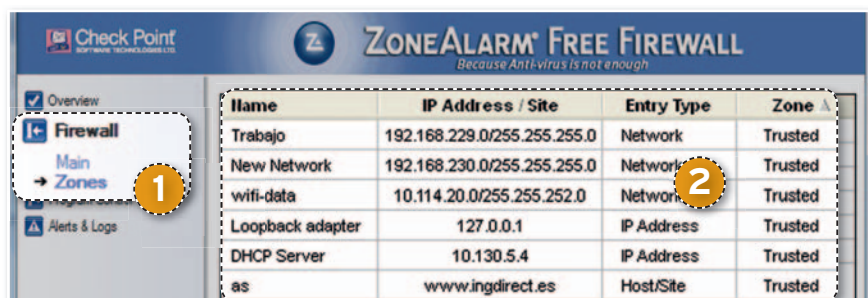 Check Point
SOFTWARE TECHNOLOGIES LTD.
ZONEALARM® FREE FIREWALL
Because Anti-virus is not enough
Overview
Firewall
Main
Zones
Alerts & Logs
1
Name IP Address / Site Entry Type Zone
Trabajo 192.168.229.0/255.255.255.0 Network Trusted
New Network 192.168.230.0/255.255.255.0 Network Trusted
wifi-data 10.114.20.0/255.255.252.0 Network Trusted
Loopback adapter 127.0.0.1 IP Address Trusted
DHCP Server 10.130.5.4 IP Address Trusted
as www.ingdirect.es Host/Site Trusted
2